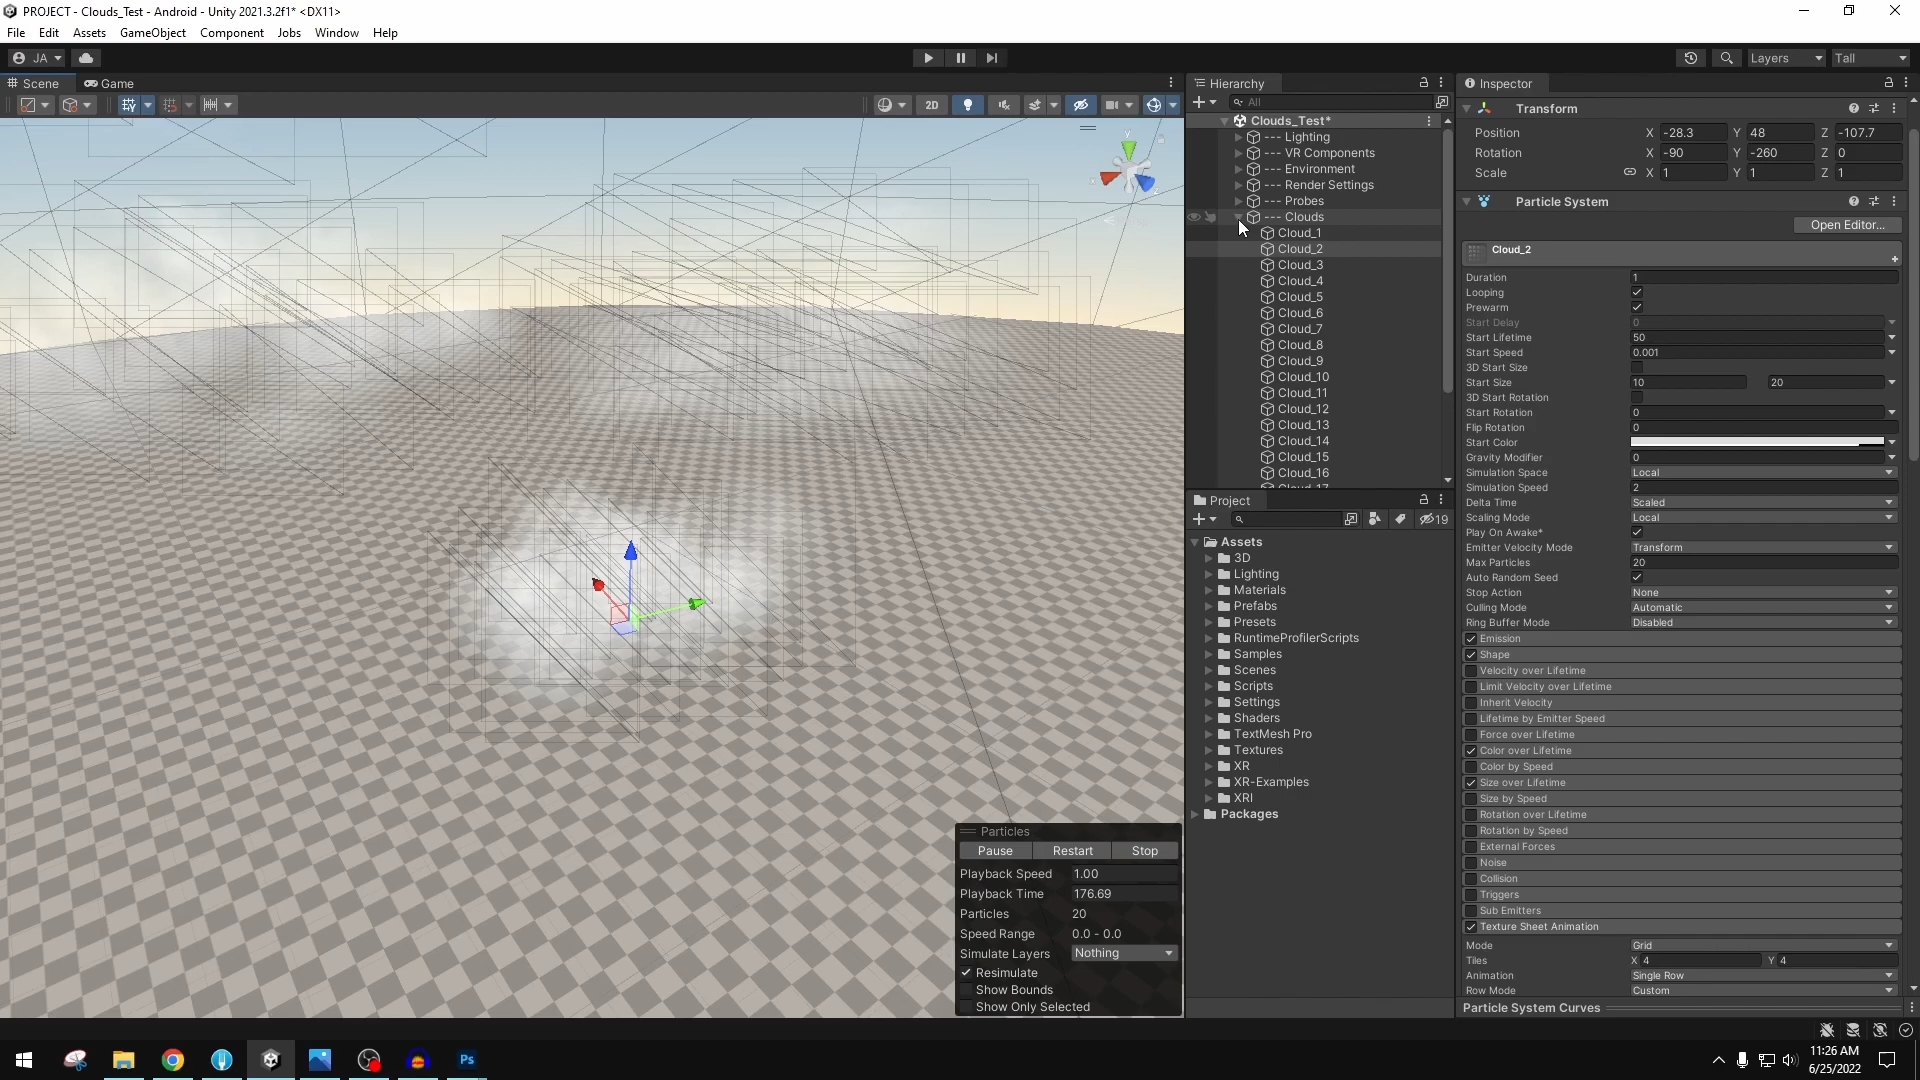 PROJECT - Clouds_Test - Android - Unity 2021.3.2f1* <DX11>
File Edit Assets GameObject Component Jobs Window Help
JA Layers Tall
Scene Game
2D
Hierarchy
All
Clouds_Test*
--- Lighting
--- VR Components
--- Environment
--- Render Settings
--- Probes
--- Clouds
Cloud_1
Cloud_2
Cloud_3
Cloud_4
Cloud_5
Cloud_6
Cloud_7
Cloud_8
Cloud_9
Cloud_10
Cloud_11
Cloud_12
Cloud_13
Cloud_14
Cloud_15
Cloud_16
Cloud_17
Project
19
Assets
3D
Lighting
Materials
Prefabs
Presets
RuntimeProfilerScripts
Samples
Scenes
Scripts
Settings
Shaders
TextMesh Pro
Textures
XR
XR-Examples
XRI
Packages
Particles
Pause Restart Stop
Playback Speed 1.00
Playback Time 176.69
Particles 20
Speed Range 0.0 - 0.0
Simulate Layers Nothing
Resimulate
Show Bounds
Show Only Selected
Inspector
Transform
Position X -28.3 Y 48 Z -107.7
Rotation X -90 Y -260 Z 0
Scale X 1 Y 1 Z 1
Particle System
Open Editor...
Cloud_2
Duration 1
Looping
Prewarm
Start Delay 0
Start Lifetime 50
Start Speed 0.001
3D Start Size
Start Size 10 20
3D Start Rotation
Start Rotation 0
Flip Rotation 0
Start Color
Gravity Modifier 0
Simulation Space Local
Simulation Speed 2
Delta Time Scaled
Scaling Mode Local
Play On Awake*
Emitter Velocity Mode Transform
Max Particles 20
Auto Random Seed
Stop Action None
Culling Mode Automatic
Ring Buffer Mode Disabled
Emission
Shape
Velocity over Lifetime
Limit Velocity over Lifetime
Inherit Velocity
Lifetime by Emitter Speed
Force over Lifetime
Color over Lifetime
Color by Speed
Size over Lifetime
Size by Speed
Rotation over Lifetime
Rotation by Speed
External Forces
Noise
Collision
Triggers
Sub Emitters
Texture Sheet Animation
Mode Grid
Tiles X 4 Y 4
Animation Single Row
Row Mode Custom
Particle System Curves
Ps
11:26 AM
6/25/2022